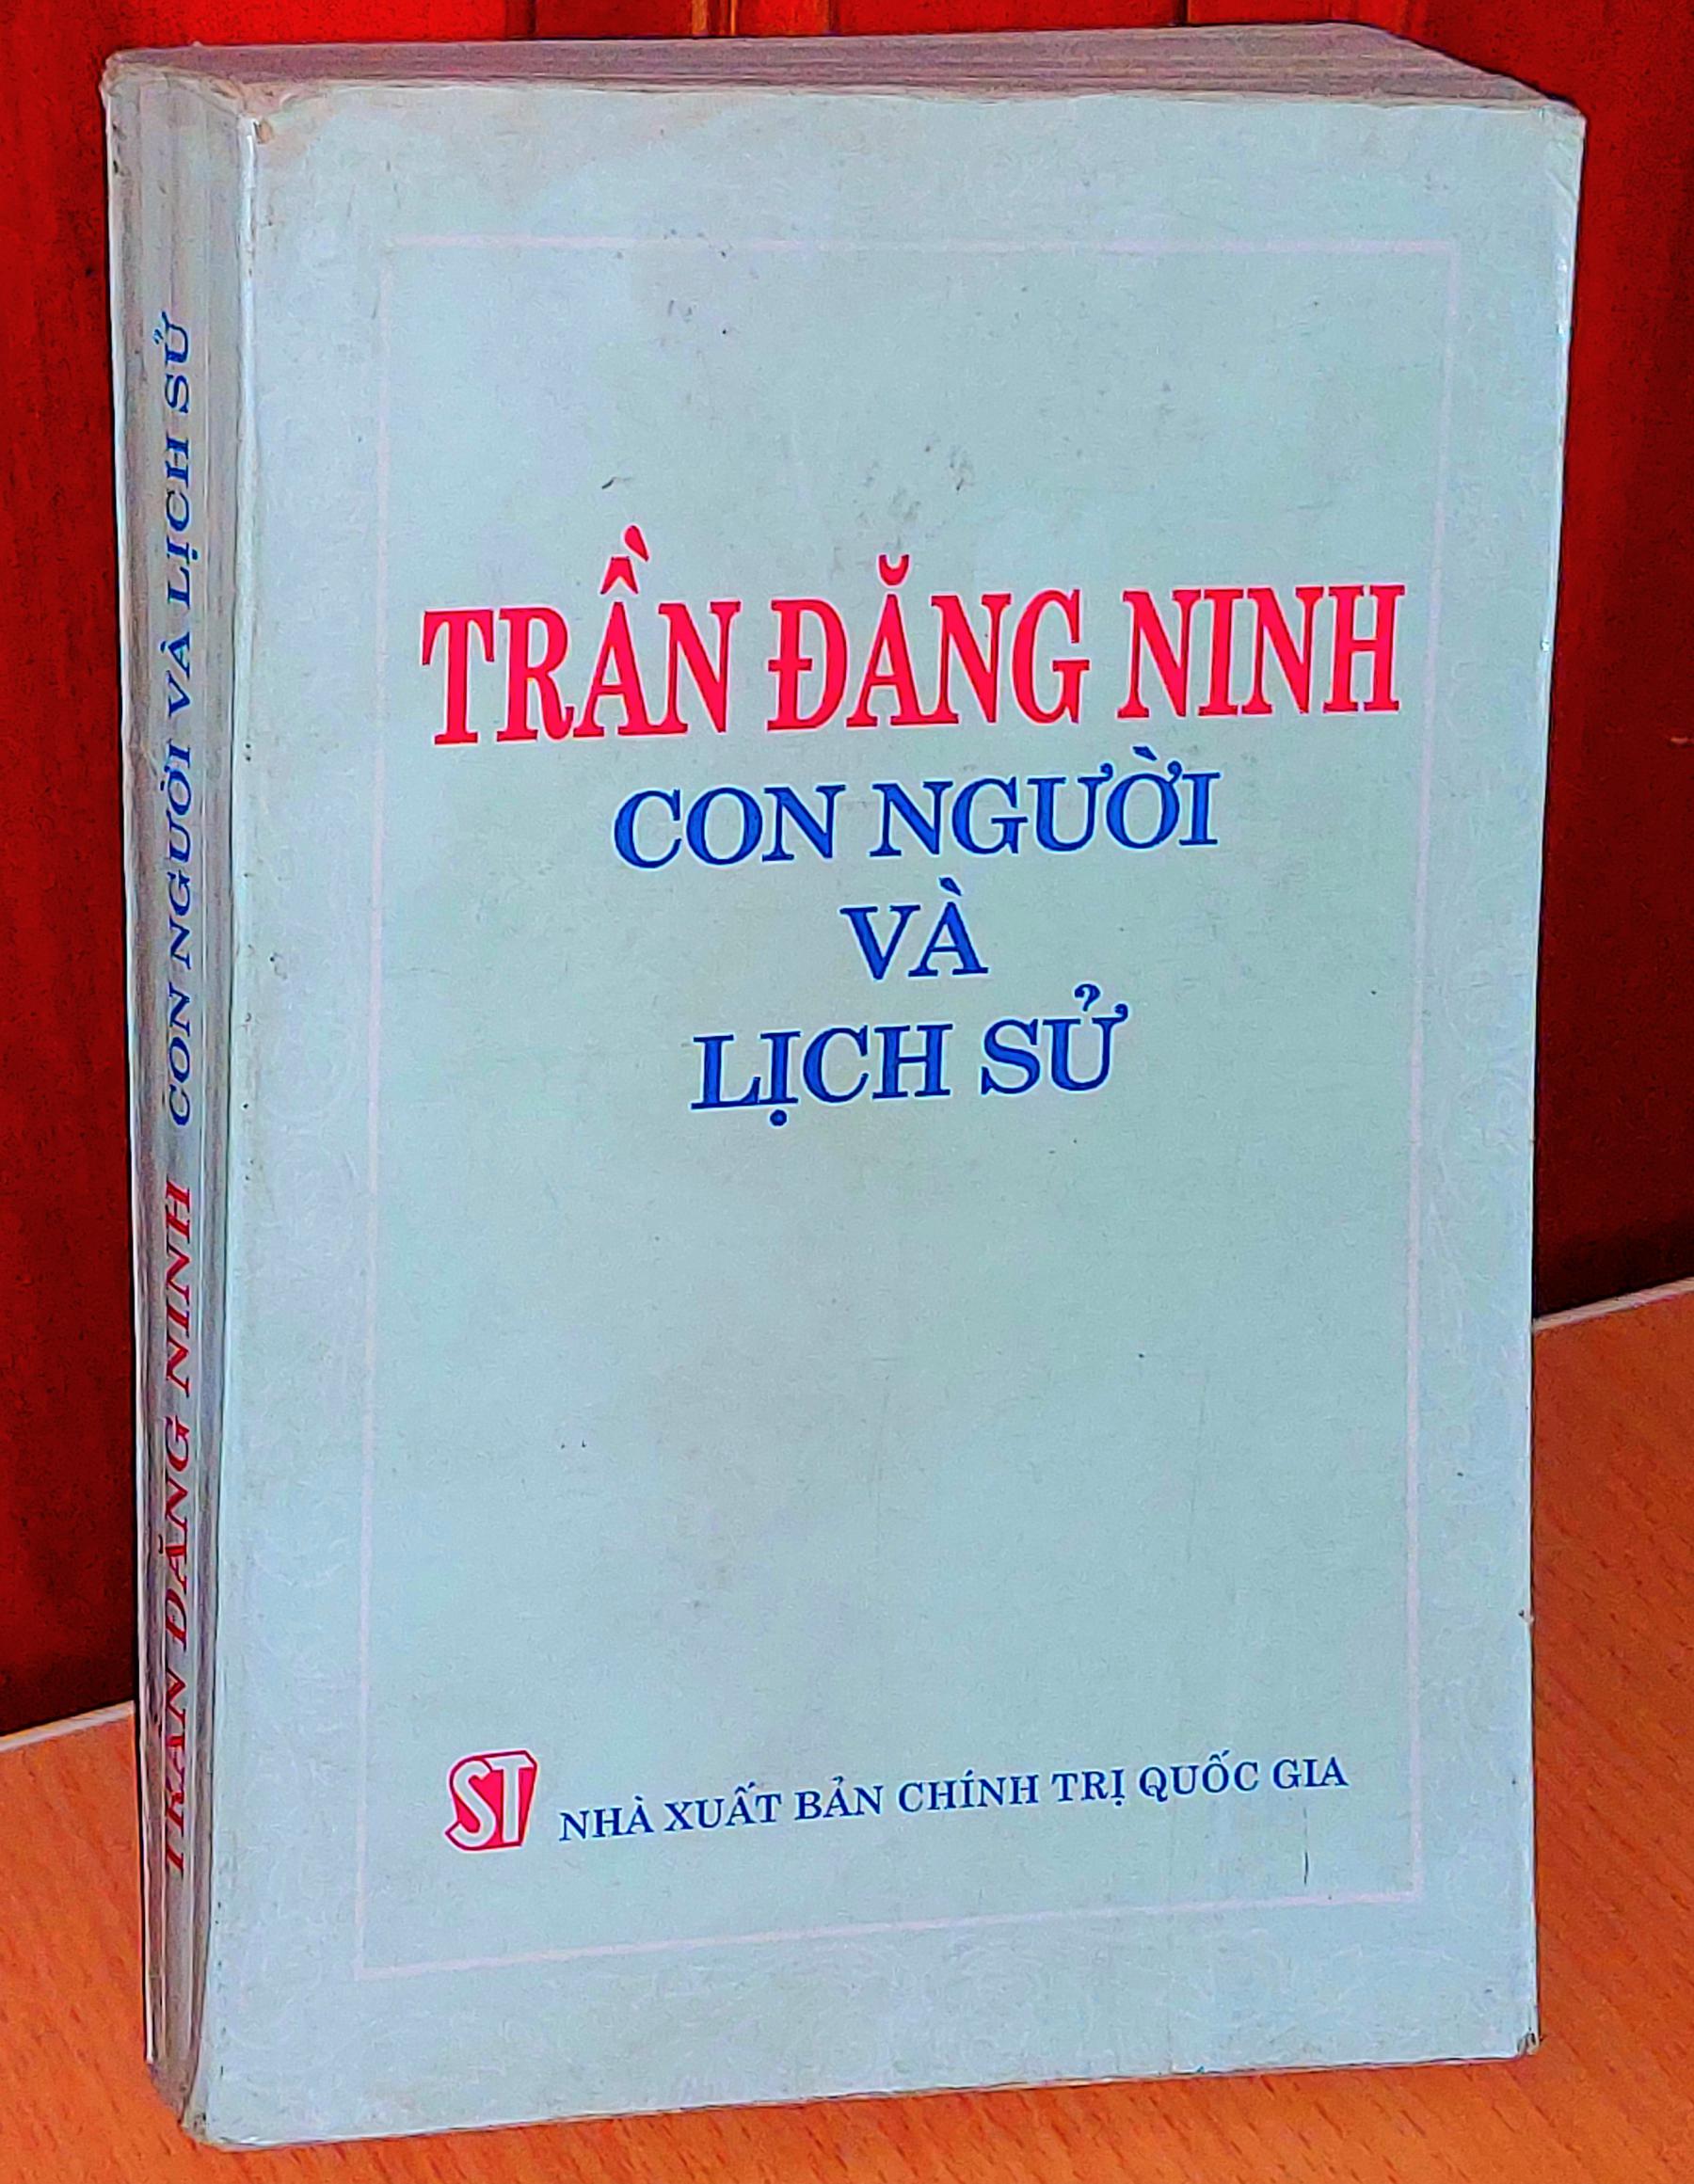 TRẦN ĐĂNG NINH
CON NGƯỜI
VÀ
LỊCH SỬ
ST NHÀ XUẤT BẢN CHÍNH TRỊ QUỐC GIA
TRẦN ĐĂNG NINH CON NGƯỜI VÀ LỊCH SỬ